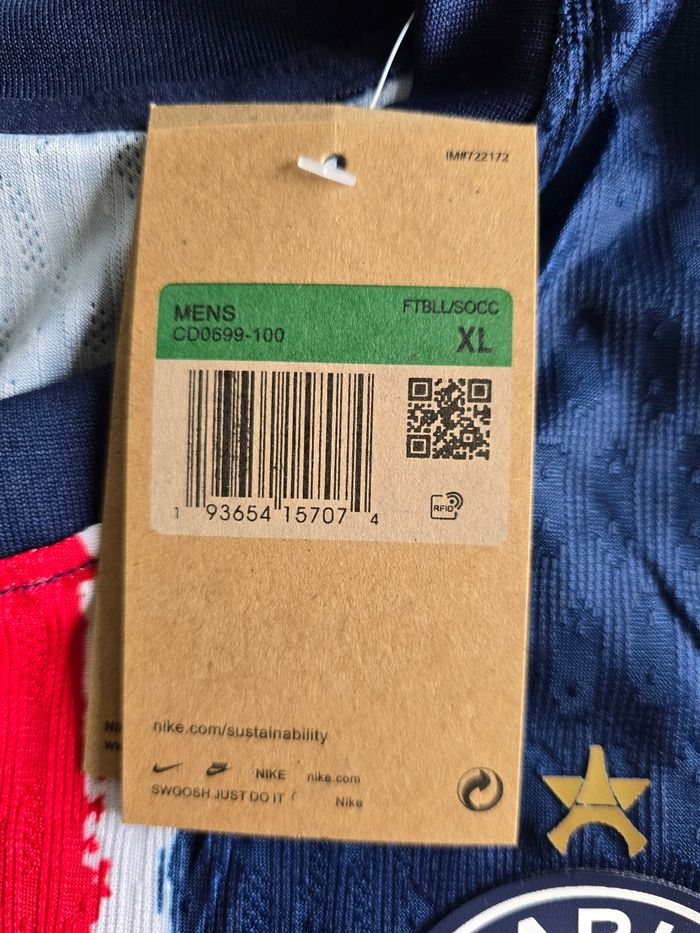 IM#722172
MENS
FTBLL/SOCC
CD0699-100
XL
1 93654 15707 4
RFID
nike.com/sustainability
NIKE nike.com
SWOOSH JUST DO IT Nike